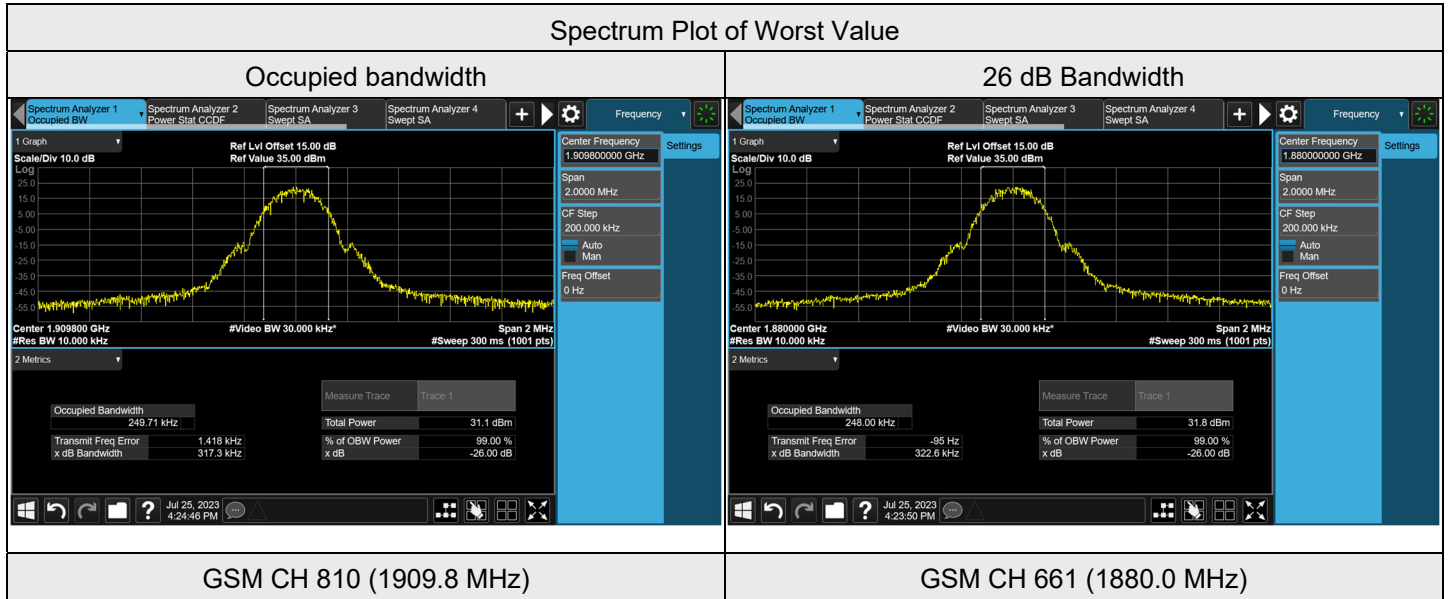 Spectrum Plot of Worst Value
Occupied bandwidth
26 dB Bandwidth
Spectrum Analyzer 1
Occupied BW
Spectrum Analyzer 2
Power Stat CCDF
Spectrum Analyzer 3
Swept SA
Spectrum Analyzer 4
Swept SA
Frequency
1 Graph
Scale/Div 10.0 dB
Log
Ref Lvl Offset 15.00 dB
Ref Value 35.00 dBm
25.0
15.0
5.00
-5.00
-15.0
-25.0
-35.0
-45.0
-55.0
Center 1.909800 GHz
#Video BW 30.000 kHz*
Span 2 MHz
#Res BW 10.000 kHz
#Sweep 300 ms (1001 pts)
Center Frequency
1.909800000 GHz
Settings
Span
2.0000 MHz
CF Step
200.000 kHz
Auto
Man
Freq Offset
0 Hz
2 Metrics
Measure Trace Trace 1
Occupied Bandwidth
249.71 kHz
Total Power 31.1 dBm
Transmit Freq Error 1.418 kHz
% of OBW Power 99.00 %
x dB Bandwidth 317.3 kHz
x dB -26.00 dB
?
Jul 25, 2023
4:24:46 PM
Spectrum Analyzer 1
Occupied BW
Spectrum Analyzer 2
Power Stat CCDF
Spectrum Analyzer 3
Swept SA
Spectrum Analyzer 4
Swept SA
Frequency
1 Graph
Scale/Div 10.0 dB
Log
Ref Lvl Offset 15.00 dB
Ref Value 35.00 dBm
25.0
15.0
5.00
-5.00
-15.0
-25.0
-35.0
-45.0
-55.0
Center 1.880000 GHz
#Video BW 30.000 kHz*
Span 2 MHz
#Res BW 10.000 kHz
#Sweep 300 ms (1001 pts)
Center Frequency
1.880000000 GHz
Settings
Span
2.0000 MHz
CF Step
200.000 kHz
Auto
Man
Freq Offset
0 Hz
2 Metrics
Measure Trace Trace 1
Occupied Bandwidth
248.00 kHz
Total Power 31.8 dBm
Transmit Freq Error -95 Hz
% of OBW Power 99.00 %
x dB Bandwidth 322.6 kHz
x dB -26.00 dB
?
Jul 25, 2023
4:23:50 PM
GSM CH 810 (1909.8 MHz)
GSM CH 661 (1880.0 MHz)